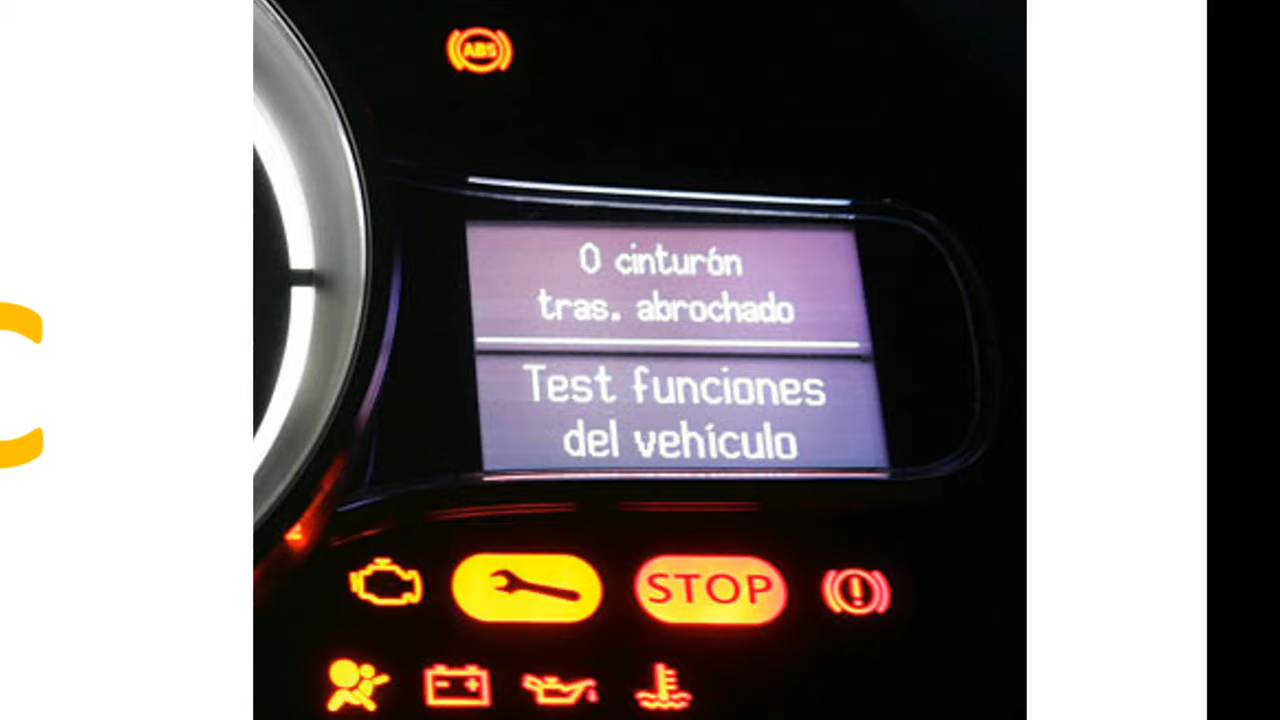 ABS
0 cinturón
tras. abrochado
Test funciones
del vehículo
STOP